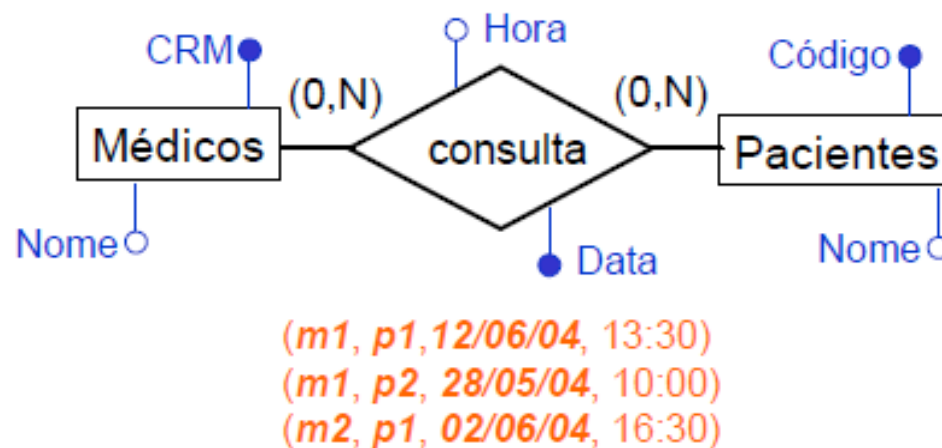 CRM
Hora
Código
(0,N)
(0,N)
Médicos
consulta
Pacientes
Nome
Data
Nome
(m1, p1,12/06/04, 13:30)
(m1, p2, 28/05/04, 10:00)
(m2, p1, 02/06/04, 16:30)